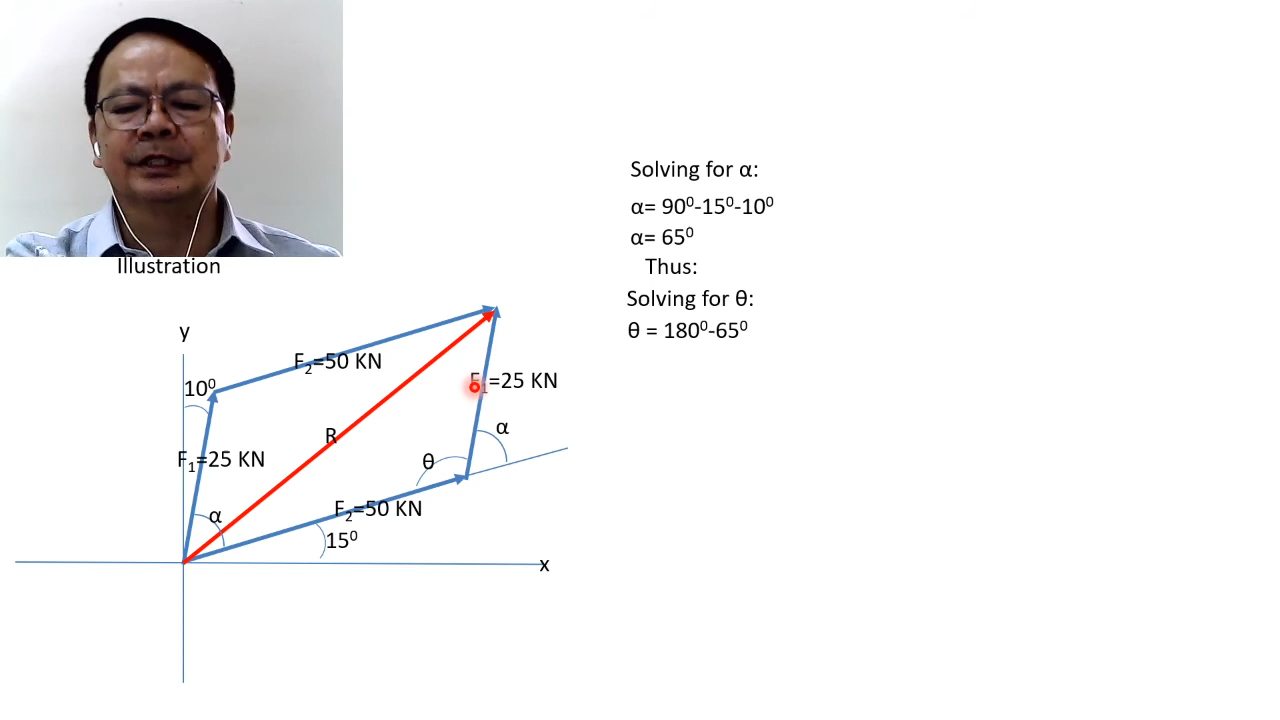 Illustration
y
10⁰
F₂=50 KN
F₁=25 KN
R
α
θ
F₁=25 KN
α
F₂=50 KN
15⁰
x
Solving for α:
α= 90⁰-15⁰-10⁰
α= 65⁰
Thus:
Solving for θ:
θ = 180⁰-65⁰